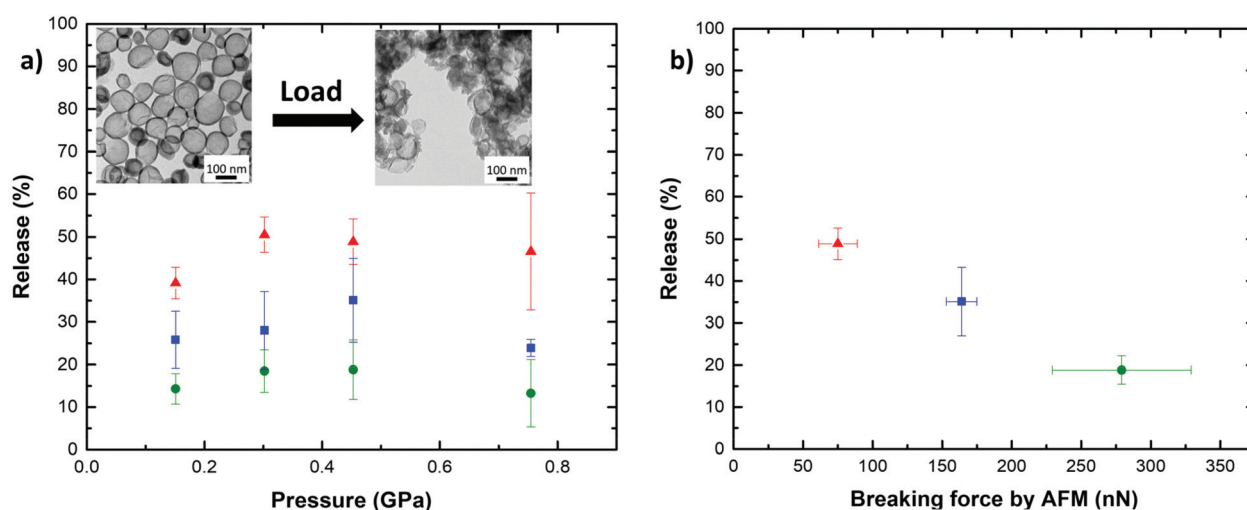 a)
Load
100 nm
100 nm
Release (%)
100
90
80
70
60
50
40
30
20
10
0
0.0 0.2 0.4 0.6 0.8
Pressure (GPa)
b)
Release (%)
100
90
80
70
60
50
40
30
20
10
0
0 50 100 150 200 250 300 350
Breaking force by AFM (nN)